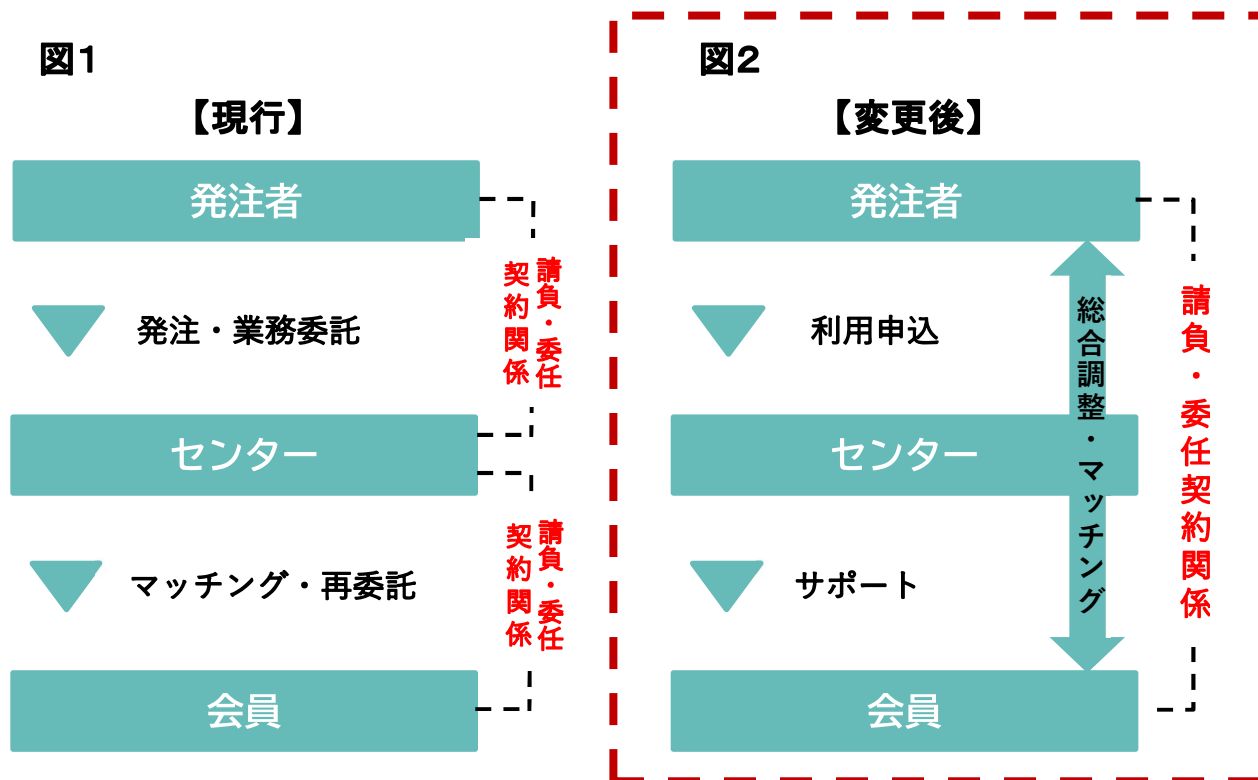 図1
【現行】
発注者
発注・業務委託
請負・委任
契約関係
センター
マッチング・再委託
請負・委任
契約関係
会員
図2
【変更後】
発注者
利用申込
総合調整・マッチング
請負・委任契約関係
センター
サポート
会員